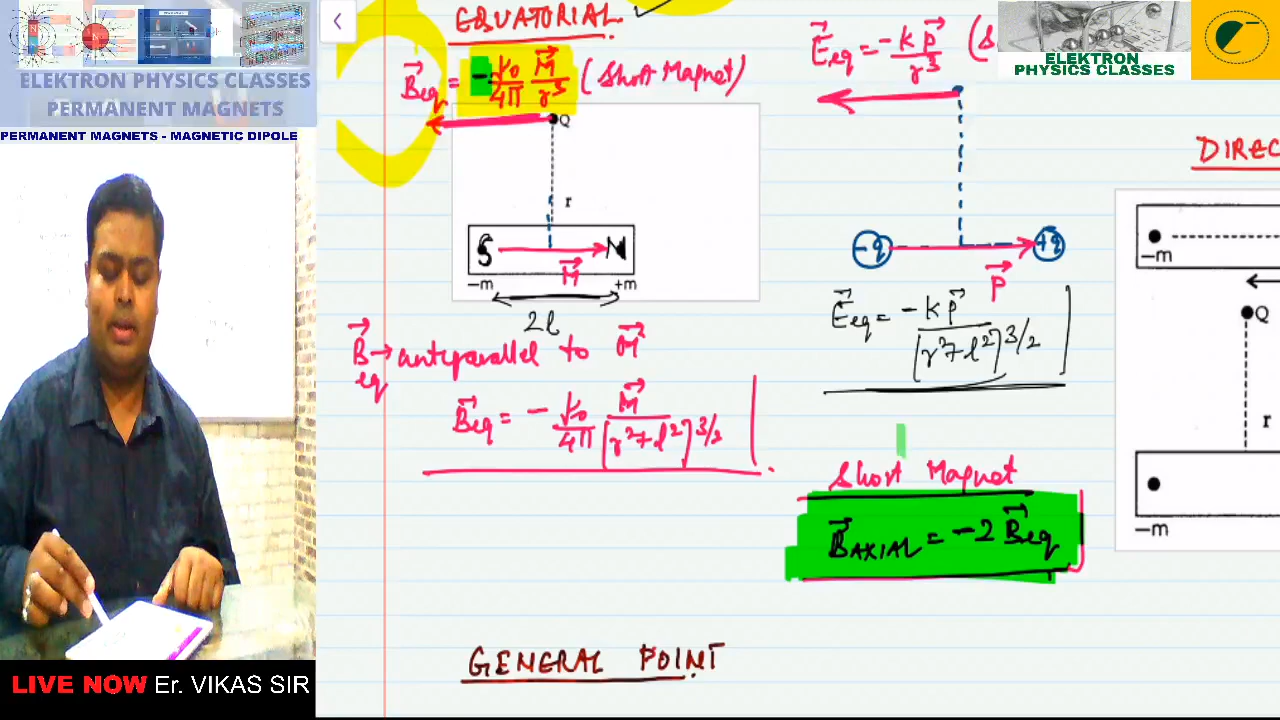 ELEKTRON PHYSICS CLASSES
PERMANENT MAGNETS
PERMANENT MAGNETS - MAGNETIC DIPOLE
LIVE NOW Er. VIKAS SIR
EQUATORIAL
B⃗eq = - μ0/4π M⃗/r³ (Short Magnet)
Q
r
S N
M⃗
-m +m
2l
B⃗eq → antiparallel to M⃗
B⃗eq = - μ0/4π M⃗/[r²+l²]^3/2
E⃗eq = -kp⃗/r³ (S
-q +q
P⃗
E⃗eq = -kp⃗/[r²+l²]^3/2
Short Magnet
B⃗AXIAL = -2 B⃗eq
GENERAL POINT
ELEKTRON
PHYSICS CLASSES
DIREC
-m
Q
r
-m